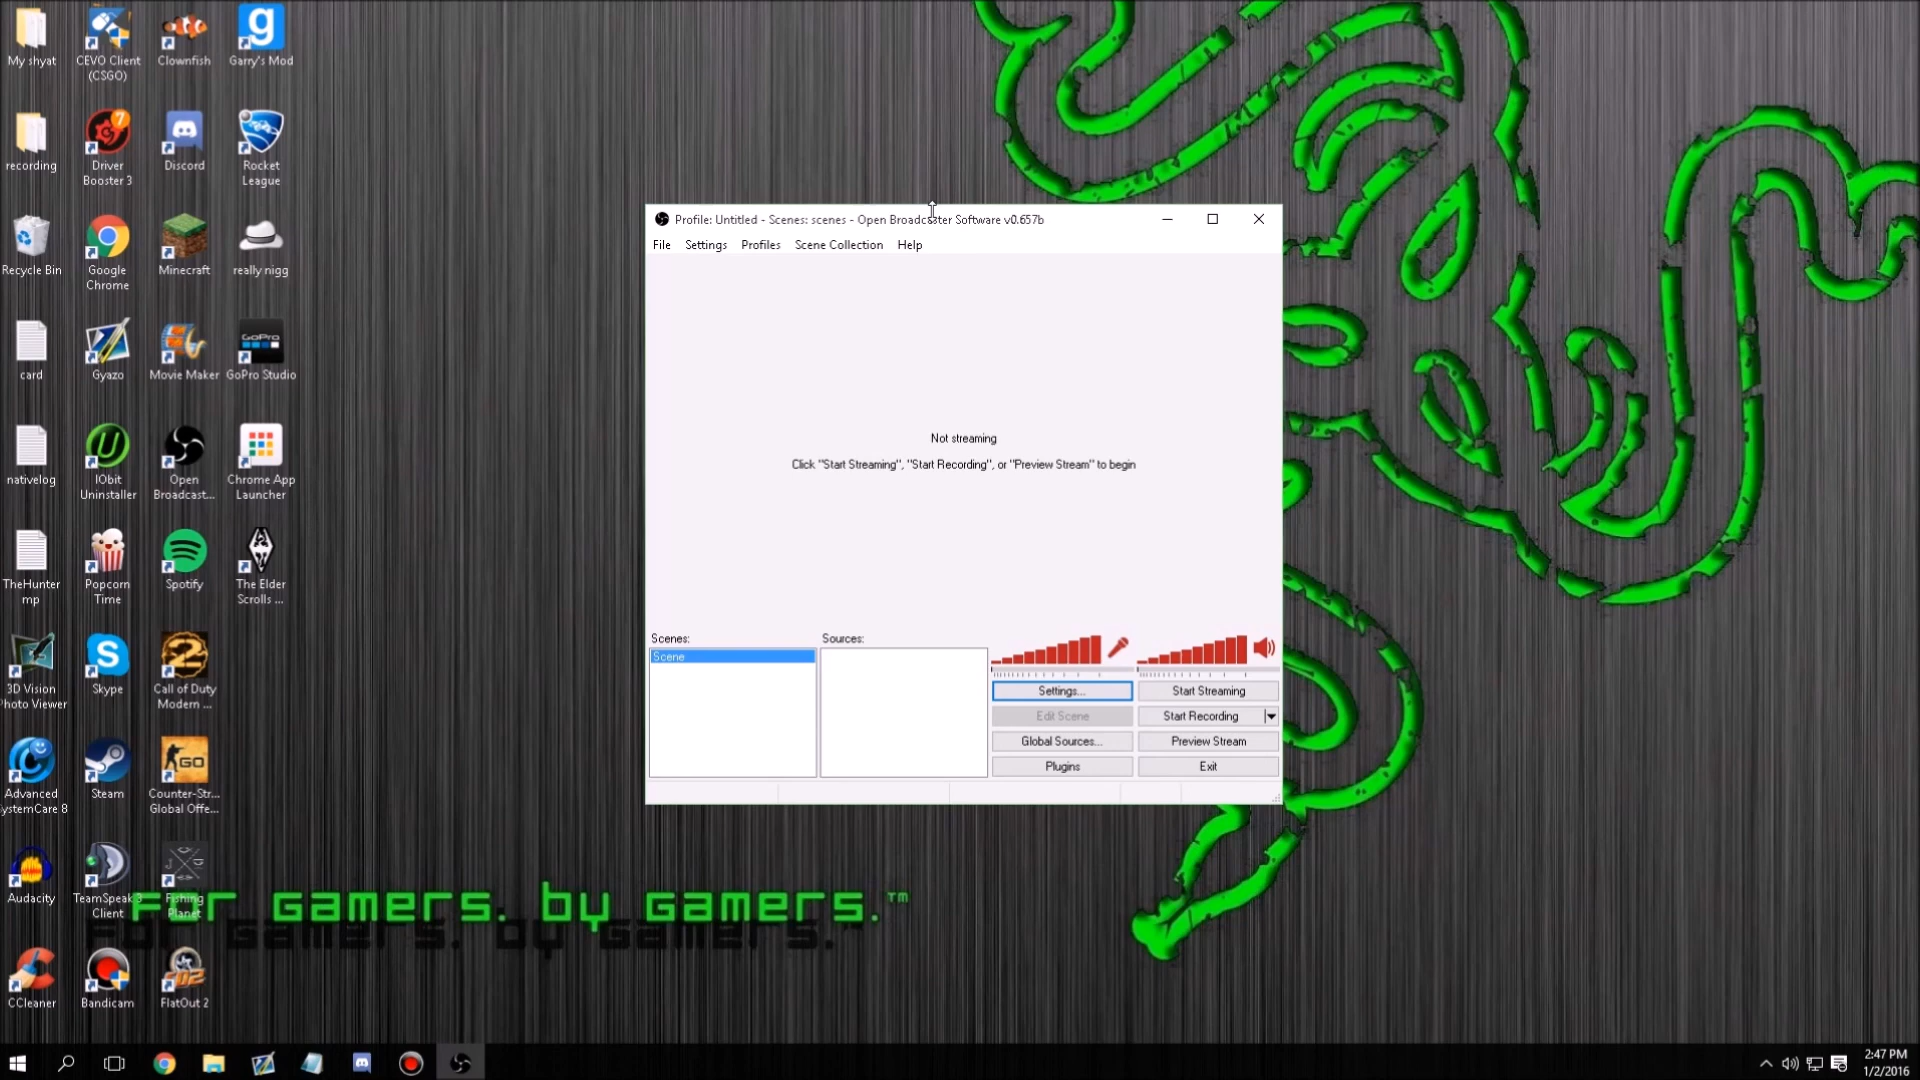 My shyat
CEVO Client
(CSGO)
Clownfish
Garry's Mod
recording
7
Driver
Booster 3
Discord
Rocket
League
Recycle Bin
Google
Chrome
Minecraft
really nigg
card
Gyazo
Movie Maker
GoPro
GoPro Studio
nativelog
IObit
Uninstaller
Open
Broadcast...
Chrome App
Launcher
TheHunter
mp
Popcorn
Time
Spotify
The Elder
Scrolls ...
3D Vision
Photo Viewer
Skype
Call of Duty
Modern ...
Advanced
SystemCare 8
Steam
GO
Counter-Str...
Global Offe...
Audacity
TeamSpeak 3
Client
Fishing
Planet
CCleaner
Bandicam
FlatOut 2
For gamers. by gamers.™
Profile: Untitled - Scenes: scenes - Open Broadcaster Software v0.657b
File Settings Profiles Scene Collection Help
Not streaming
Click "Start Streaming", "Start Recording", or "Preview Stream" to begin
Scenes:
Sources:
Scene
Settings...
Start Streaming
Edit Scene
Start Recording
Global Sources...
Preview Stream
Plugins
Exit
2:47 PM
1/2/2016